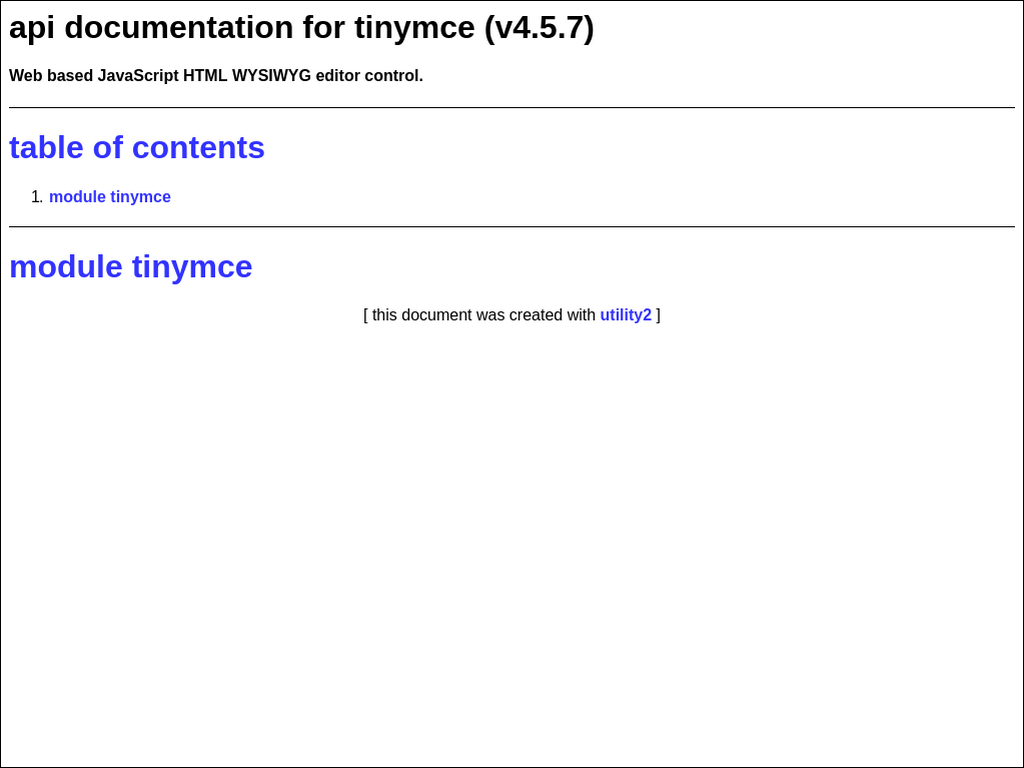 api documentation for tinymce (v4.5.7)
Web based JavaScript HTML WYSIWYG editor control.
table of contents
1. module tinymce
module tinymce
[ this document was created with utility2 ]